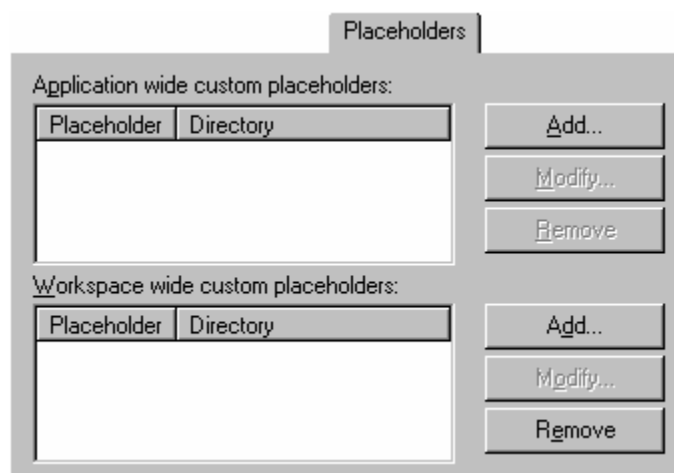 Placeholders
Application wide custom placeholders:
Placeholder Directory
Add...
Modify...
Remove
Workspace wide custom placeholders:
Placeholder Directory
Add...
Modify...
Remove